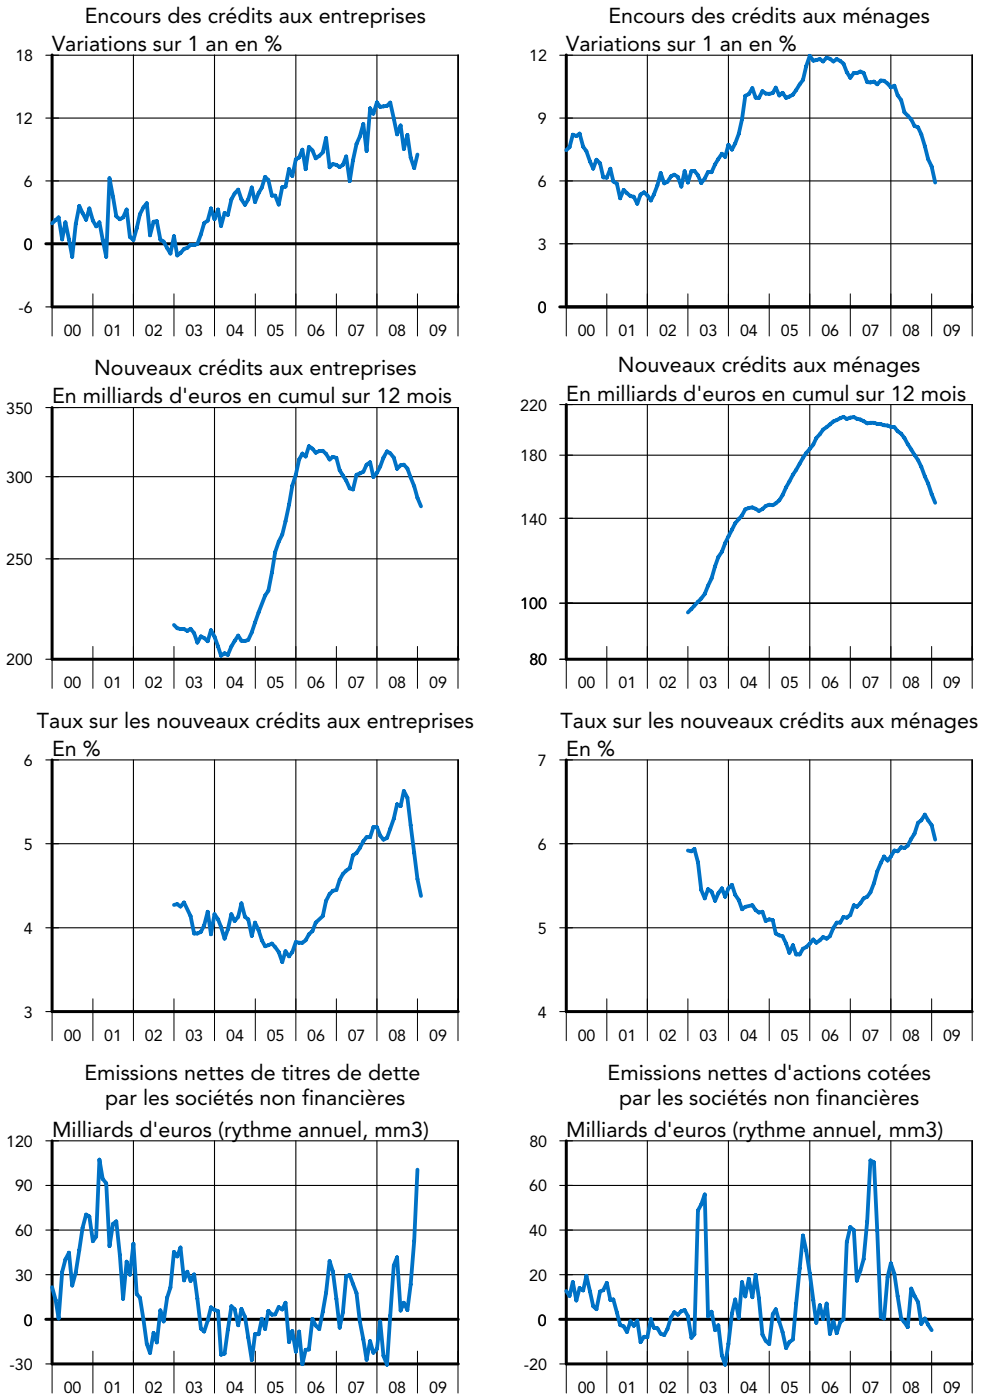 Encours des crédits aux entreprises
Variations sur 1 an en %
18
12
6
0
-6
00 01 02 03 04 05 06 07 08 09
Encours des crédits aux ménages
Variations sur 1 an en %
12
9
6
3
0
00 01 02 03 04 05 06 07 08 09
Nouveaux crédits aux entreprises
En milliards d'euros en cumul sur 12 mois
350
300
250
200
00 01 02 03 04 05 06 07 08 09
Nouveaux crédits aux ménages
En milliards d'euros en cumul sur 12 mois
220
180
140
100
80
00 01 02 03 04 05 06 07 08 09
Taux sur les nouveaux crédits aux entreprises
En %
6
5
4
3
00 01 02 03 04 05 06 07 08 09
Taux sur les nouveaux crédits aux ménages
En %
7
6
5
4
00 01 02 03 04 05 06 07 08 09
Emissions nettes de titres de dette
par les sociétés non financières
Milliards d'euros (rythme annuel, mm3)
120
90
60
30
0
-30
00 01 02 03 04 05 06 07 08 09
Emissions nettes d'actions cotées
par les sociétés non financières
Milliards d'euros (rythme annuel, mm3)
80
60
40
20
0
-20
00 01 02 03 04 05 06 07 08 09